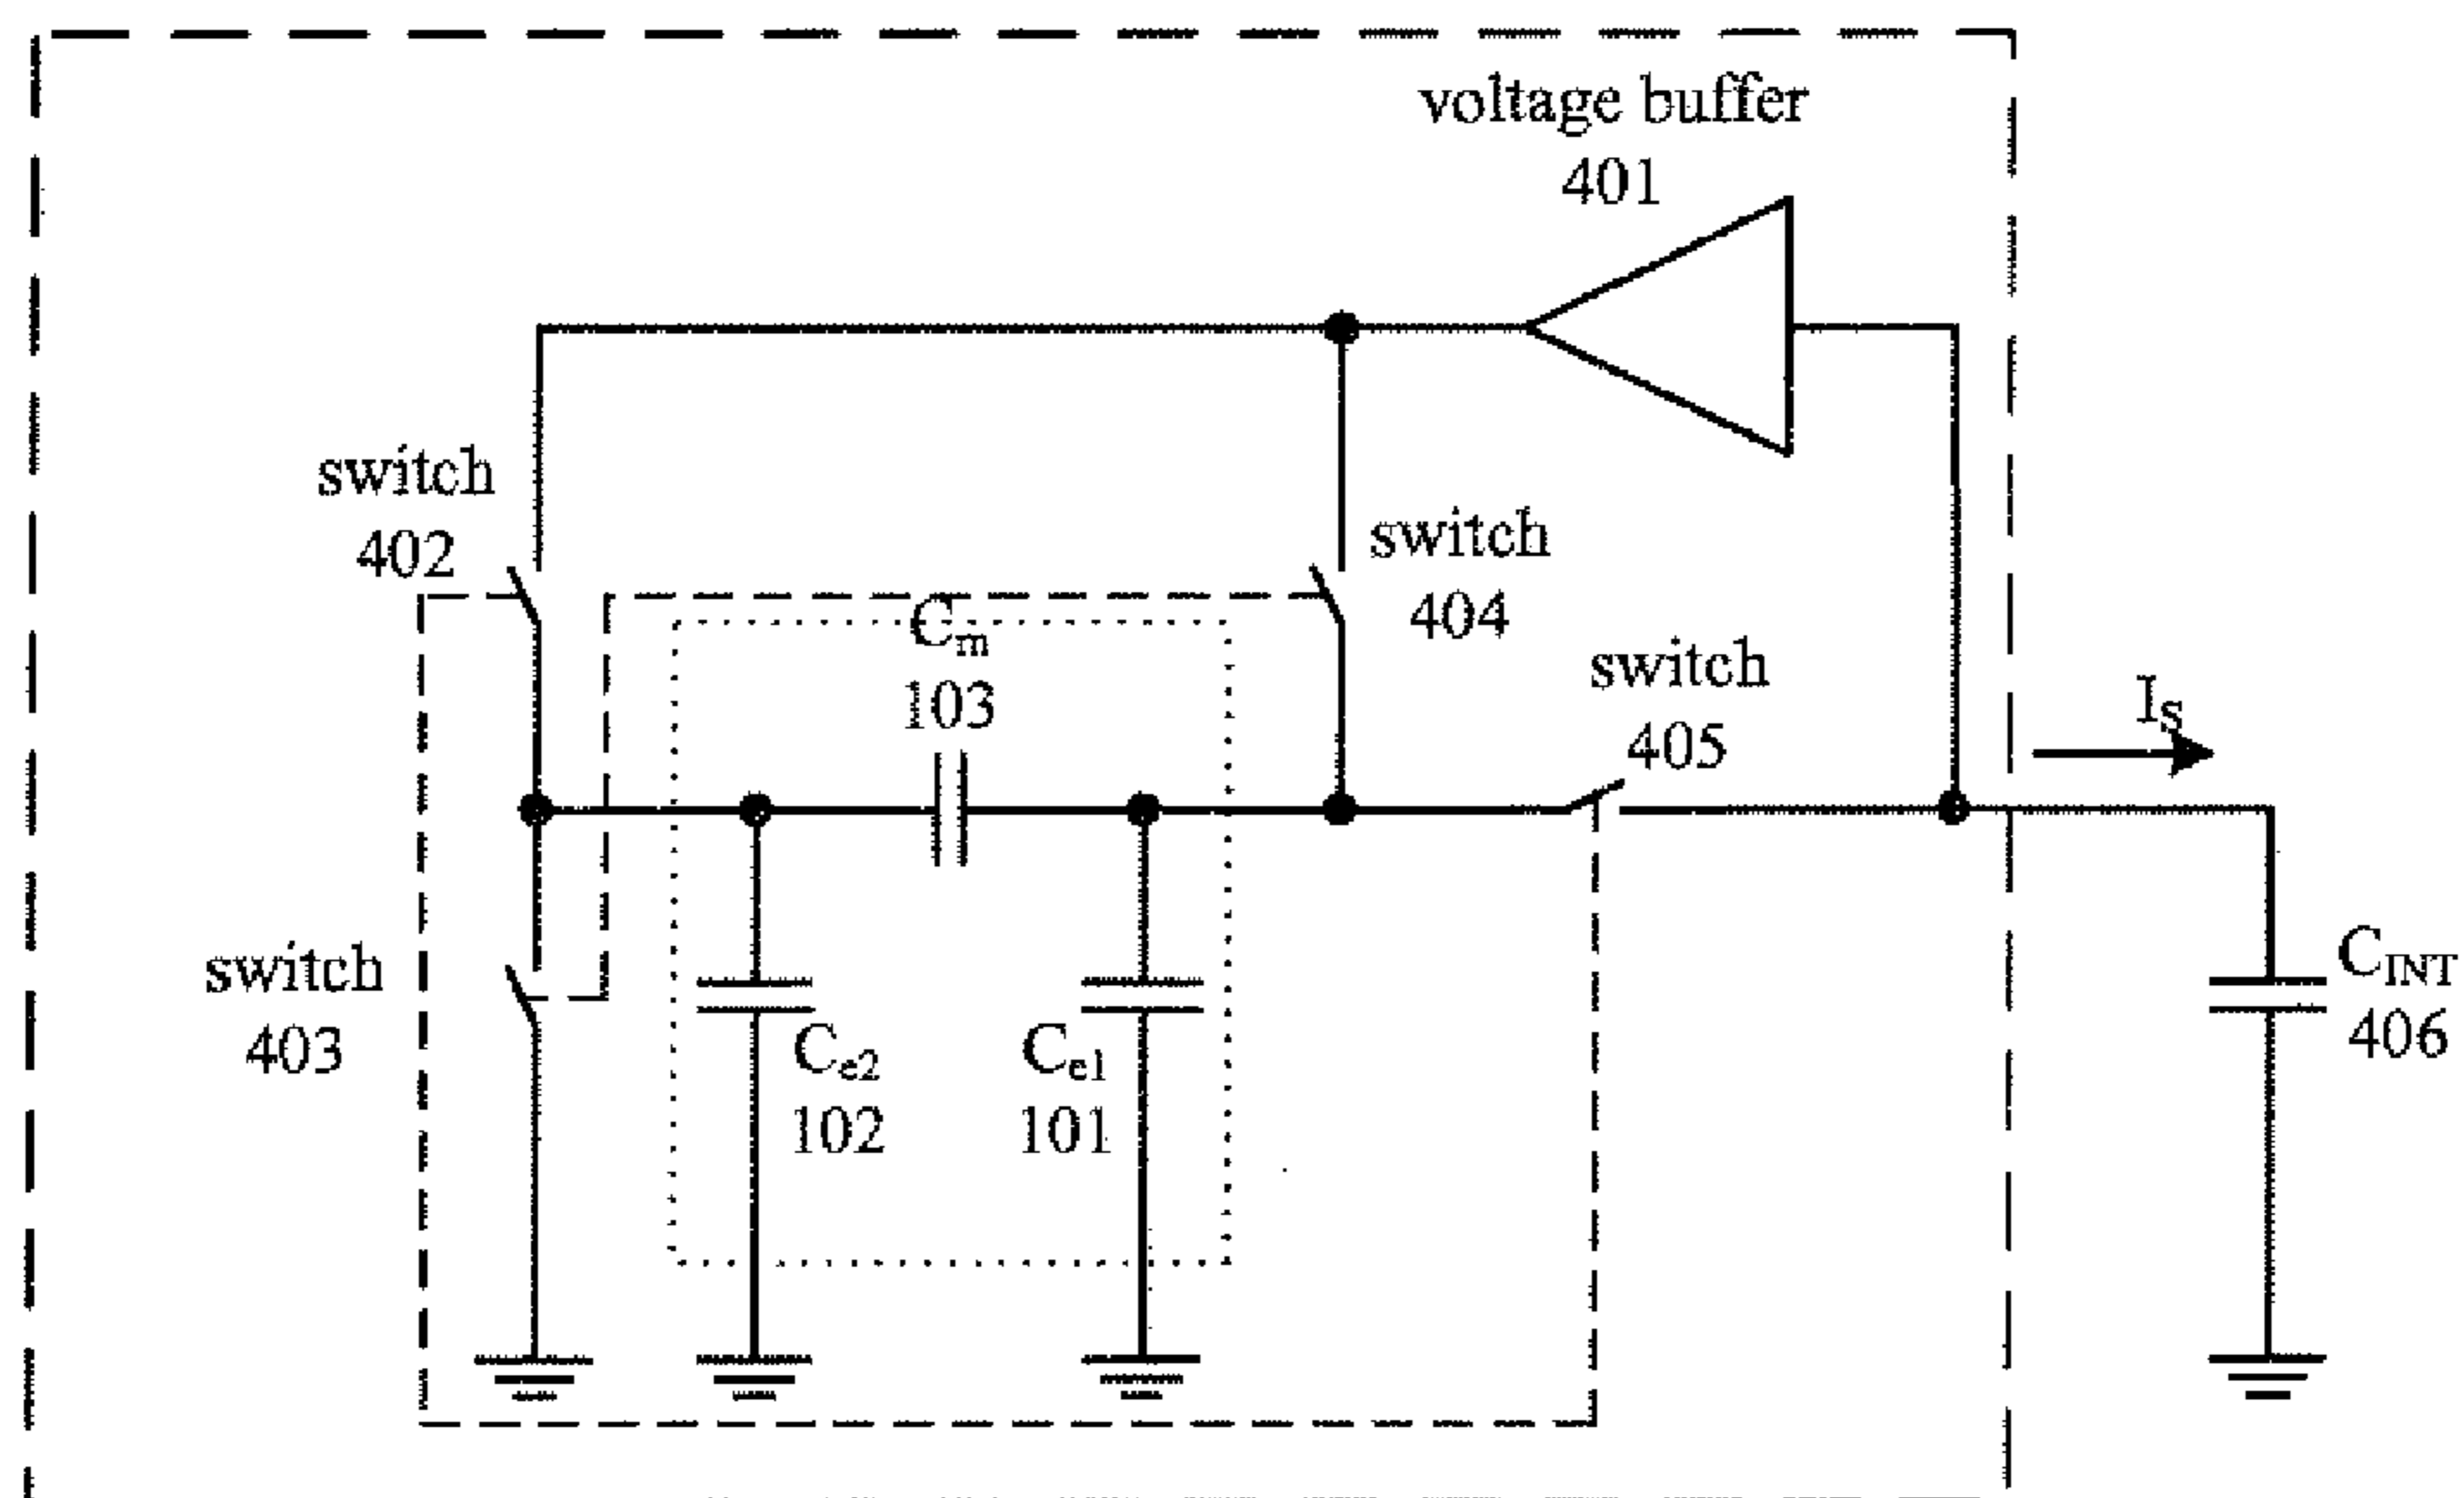 voltage buffer
401
switch
402
switch
404
Cm
103
switch
405
IS
switch
403
Ce2
102
Ce1
101
CINT
406